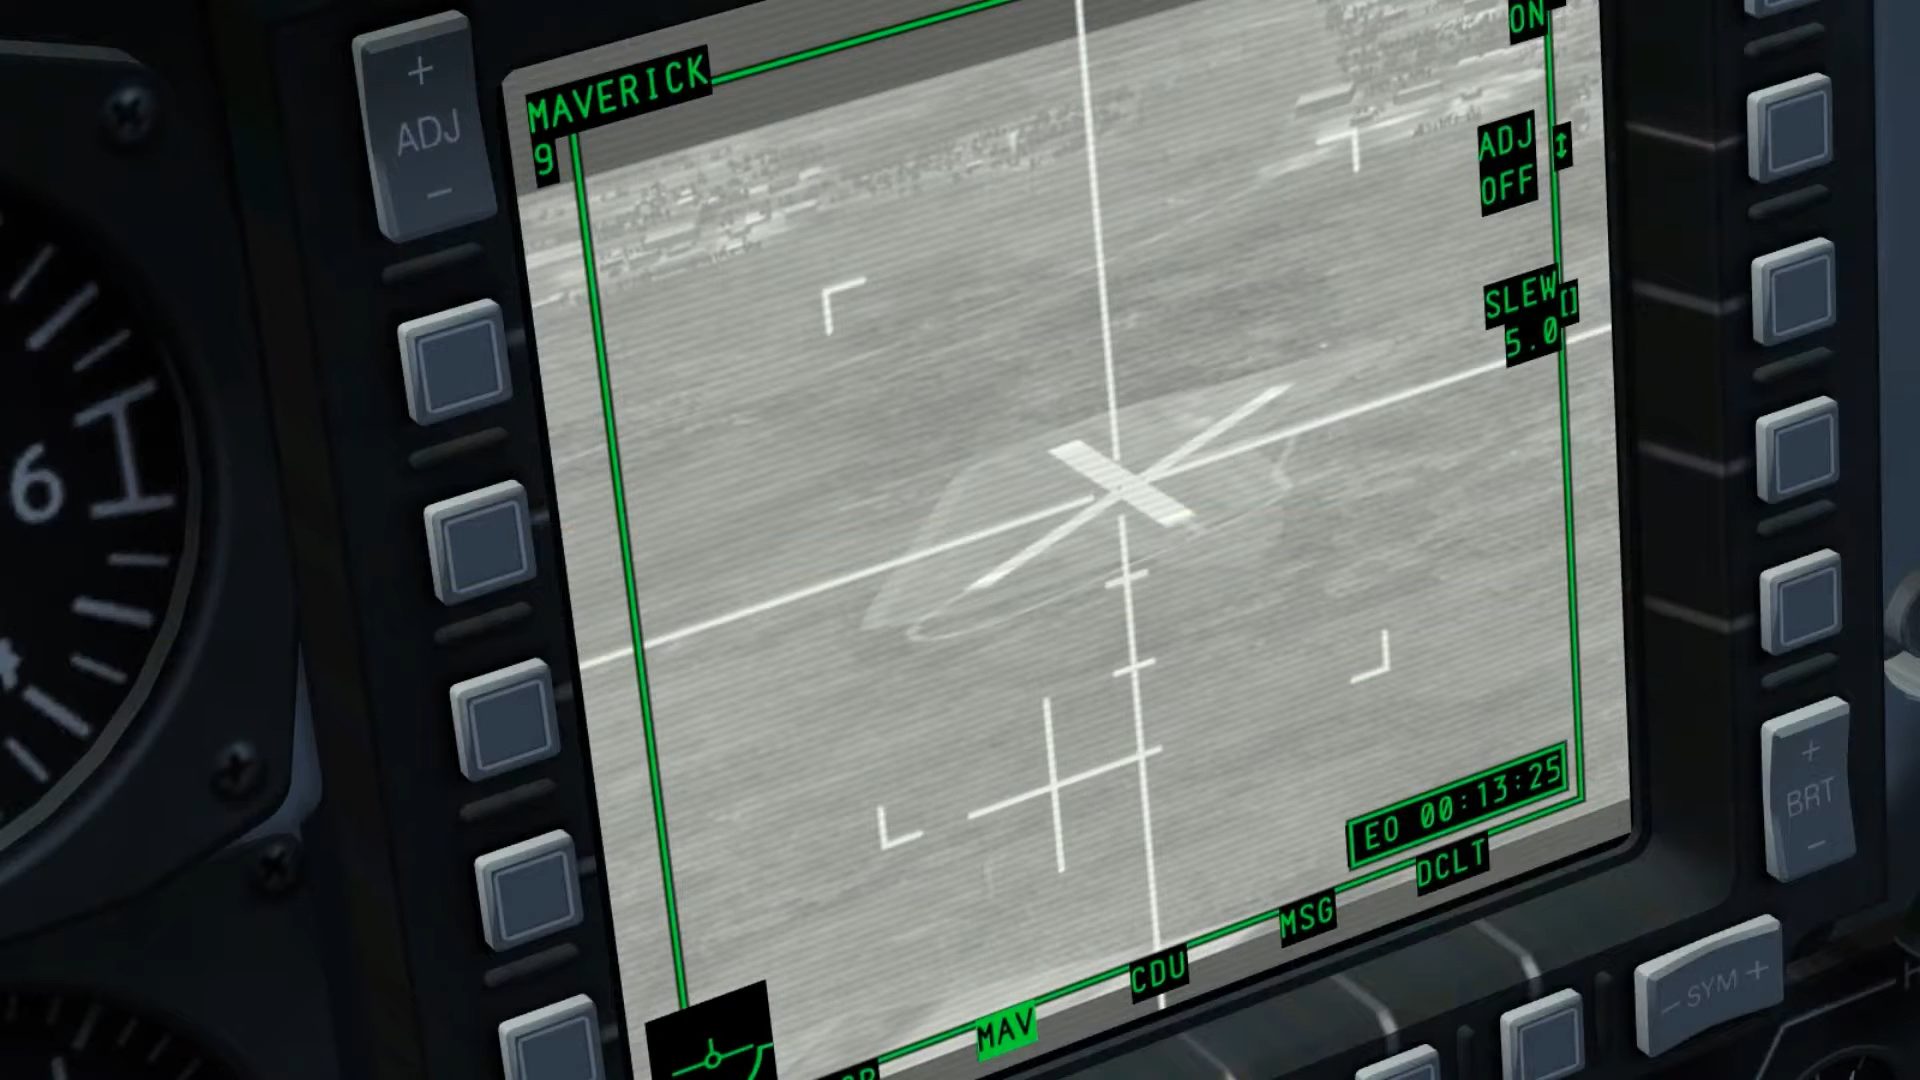 +
ADJ
-
MAVERICK
9
ON
ADJ
OFF
SLEW
5.0
6
EO 00:13:25
DCLT
MSG
CDU
MAV
+
BRT
-
- SYM +